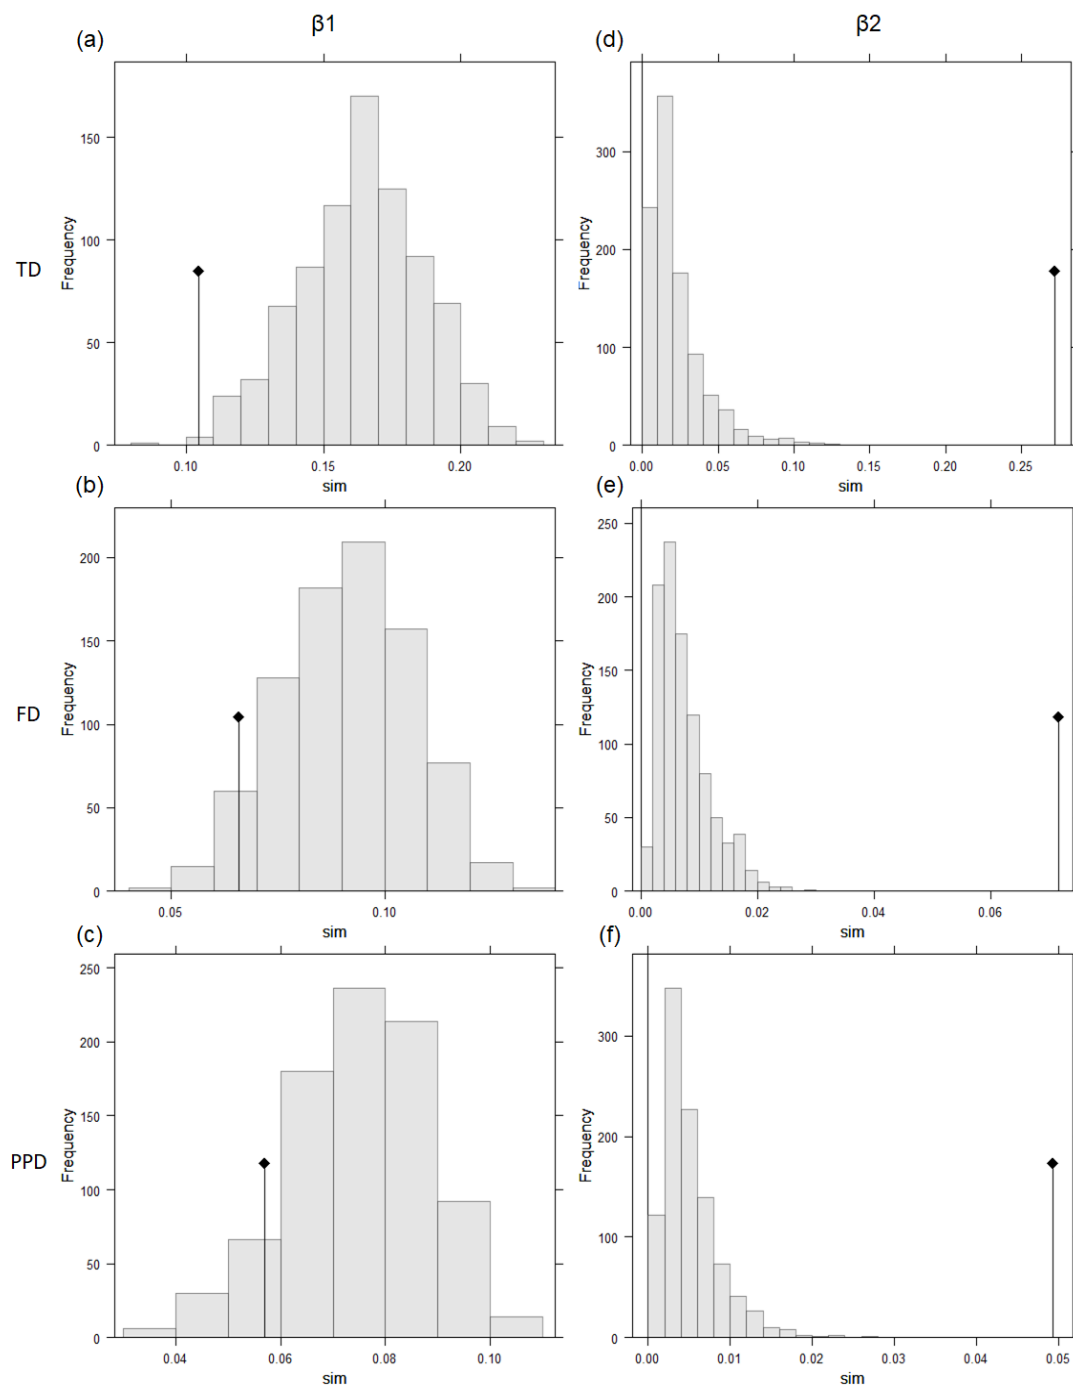 β1
β2
(a)
Frequency
150
100
50
0
0.10
0.15
0.20
sim
TD
(d)
Frequency
300
200
100
0
0.00
0.05
0.10
0.15
0.20
0.25
sim
(b)
Frequency
200
150
100
50
0
0.05
0.10
sim
FD
(e)
Frequency
250
200
150
100
50
0
0.00
0.02
0.04
0.06
sim
(c)
Frequency
250
200
150
100
50
0
0.04
0.06
0.08
0.10
sim
PPD
(f)
Frequency
300
200
100
0
0.00
0.01
0.02
0.03
0.04
0.05
sim